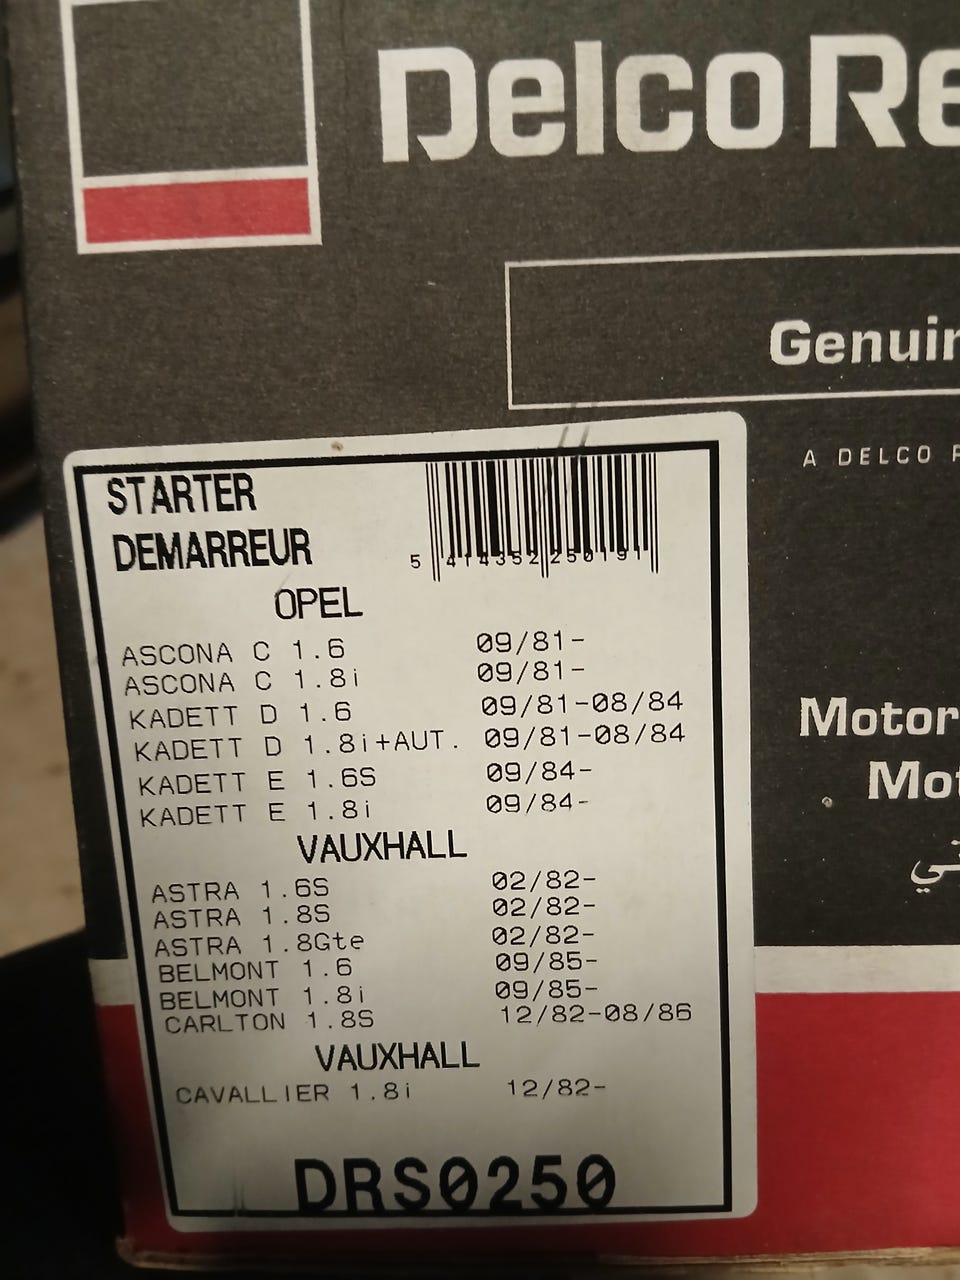 Delco Re
Genuin
A DELCO R
STARTER
DEMARREUR
5 414352 250191
OPEL
ASCONA C 1.6 09/81-
ASCONA C 1.8i 09/81-
KADETT D 1.6 09/81-08/84
KADETT D 1.8i+AUT. 09/81-08/84
KADETT E 1.6S 09/84-
KADETT E 1.8i 09/84-
VAUXHALL
ASTRA 1.6S 02/82-
ASTRA 1.8S 02/82-
ASTRA 1.8Gte 02/82-
BELMONT 1.6 09/85-
BELMONT 1.8i 09/85-
CARLTON 1.8S 12/82-08/86
VAUXHALL
CAVALLIER 1.8i 12/82-
DRS0250
Motor
Mot